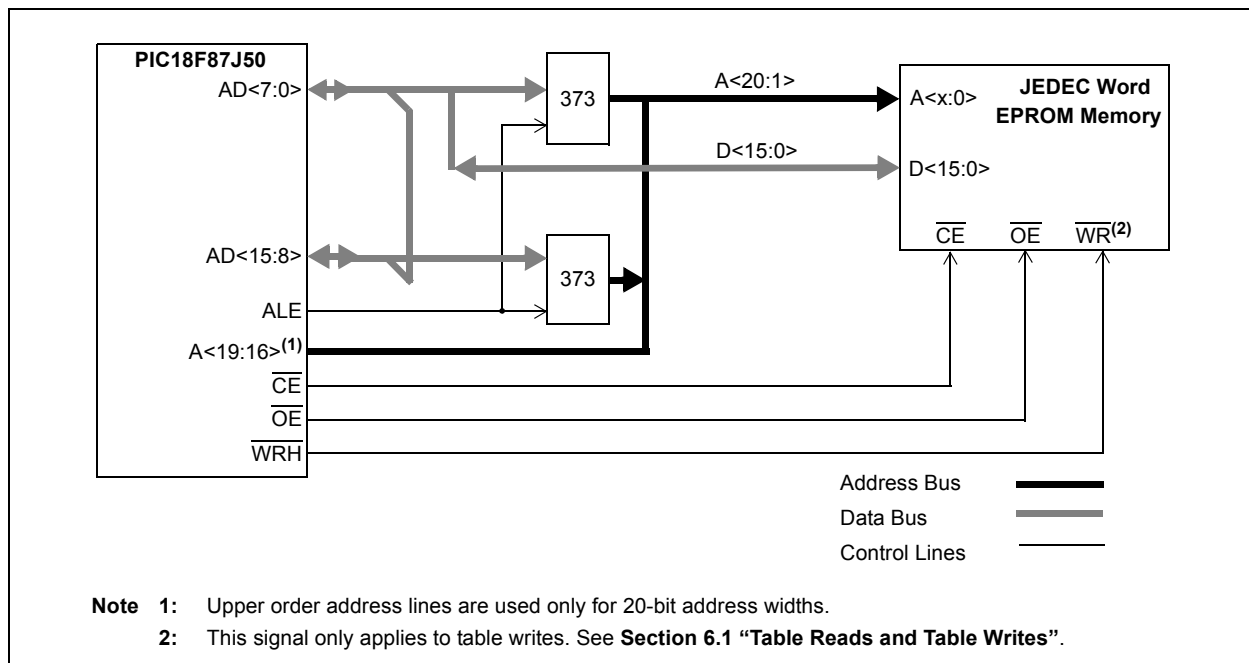 PIC18F87J50
AD<7:0>
373
A<20:1>
A<x:0>
JEDEC Word
EPROM Memory
D<15:0>
D<15:0>
CE OE WR(2)
AD<15:8>
373
ALE
A<19:16>(1)
CE
OE
WRH
Address Bus
Data Bus
Control Lines
Note 1: Upper order address lines are used only for 20-bit address widths.
2: This signal only applies to table writes. See Section 6.1 “Table Reads and Table Writes”.